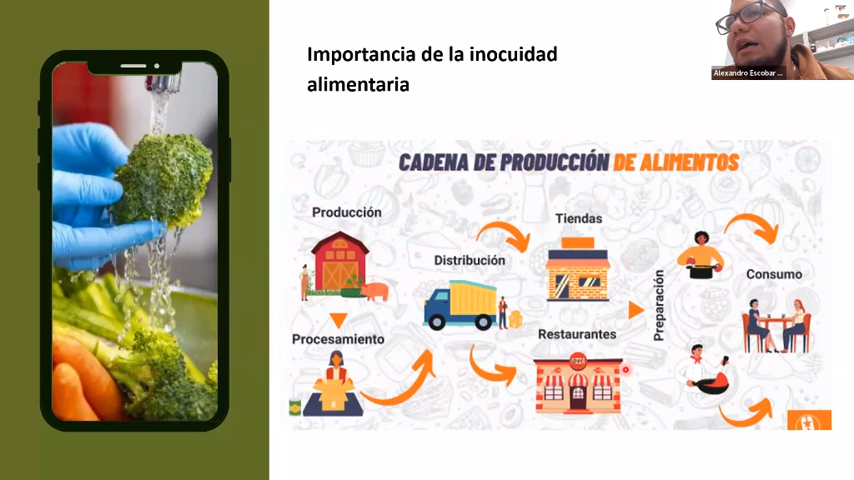 Importancia de la inocuidad
alimentaria
Alexandro Escobar ...
CADENA DE PRODUCCIÓN DE ALIMENTOS
Producción
Procesamiento
Distribución
Tiendas
Restaurantes
Preparación
Consumo